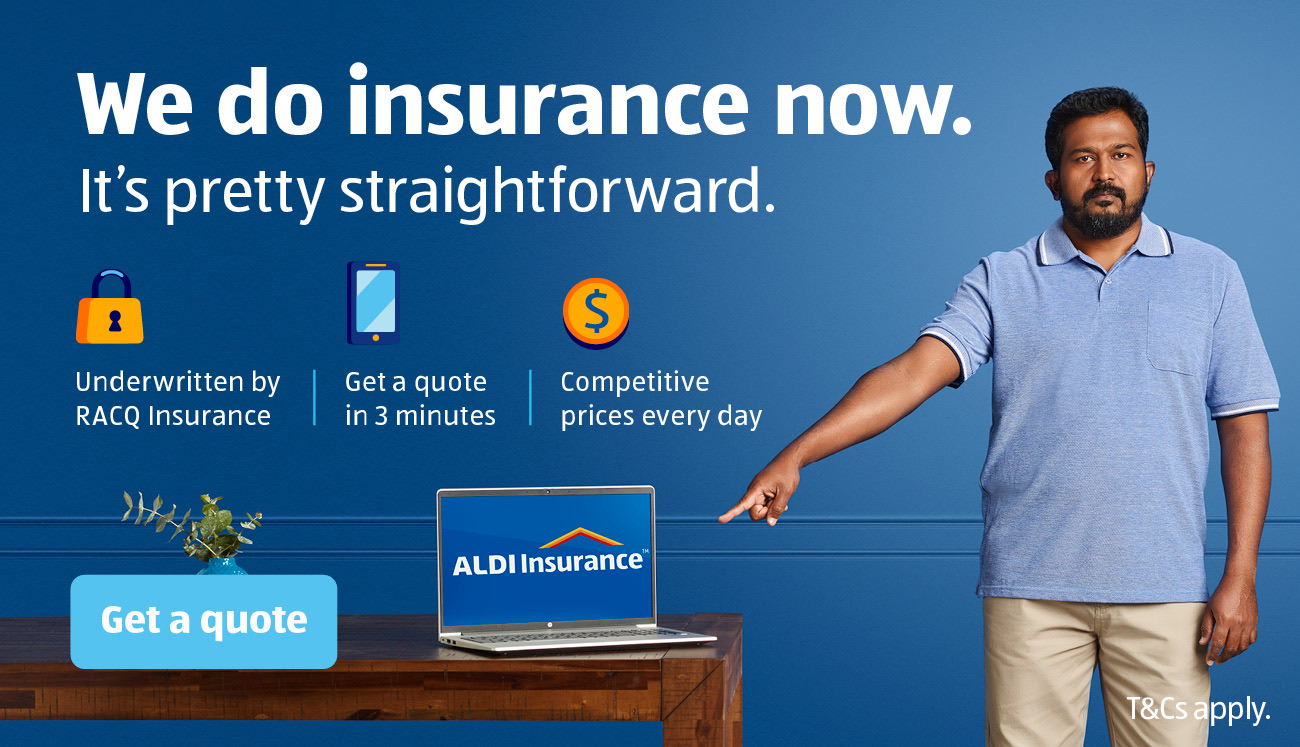 We do insurance now.
It’s pretty straightforward.
Underwritten by
RACQ Insurance
Get a quote
in 3 minutes
$
Competitive
prices every day
ALDI Insurance™
Get a quote
T&Cs apply.